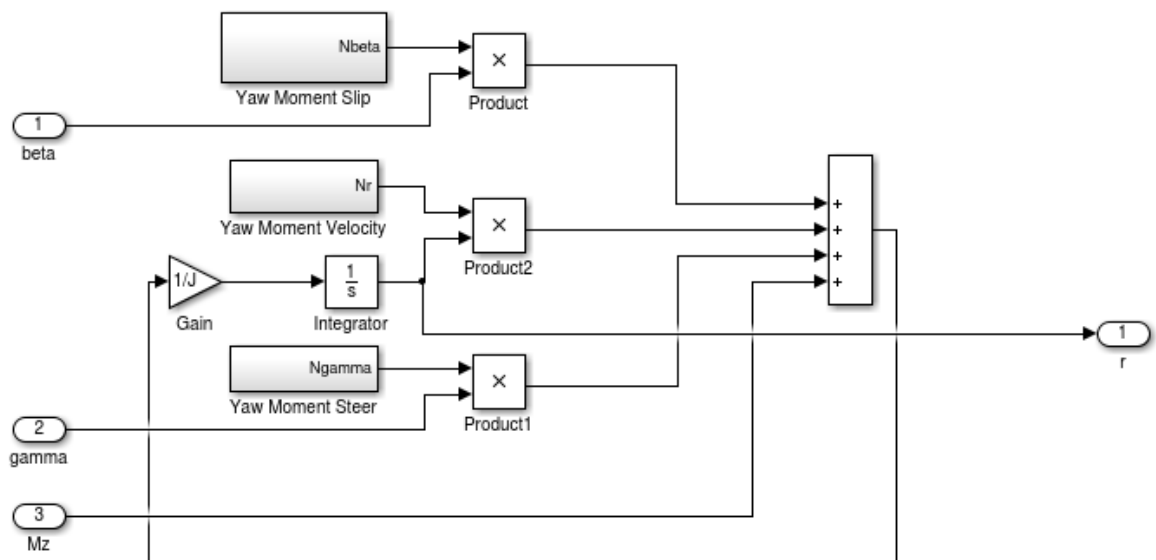 Nbeta
×
Yaw Moment Slip
Product
1
beta
Nr
×
+
+
Yaw Moment Velocity
Product2
+
1/J
1
s
+
Gain
Integrator
1
r
Ngamma
×
Yaw Moment Steer
Product1
2
gamma
3
Mz